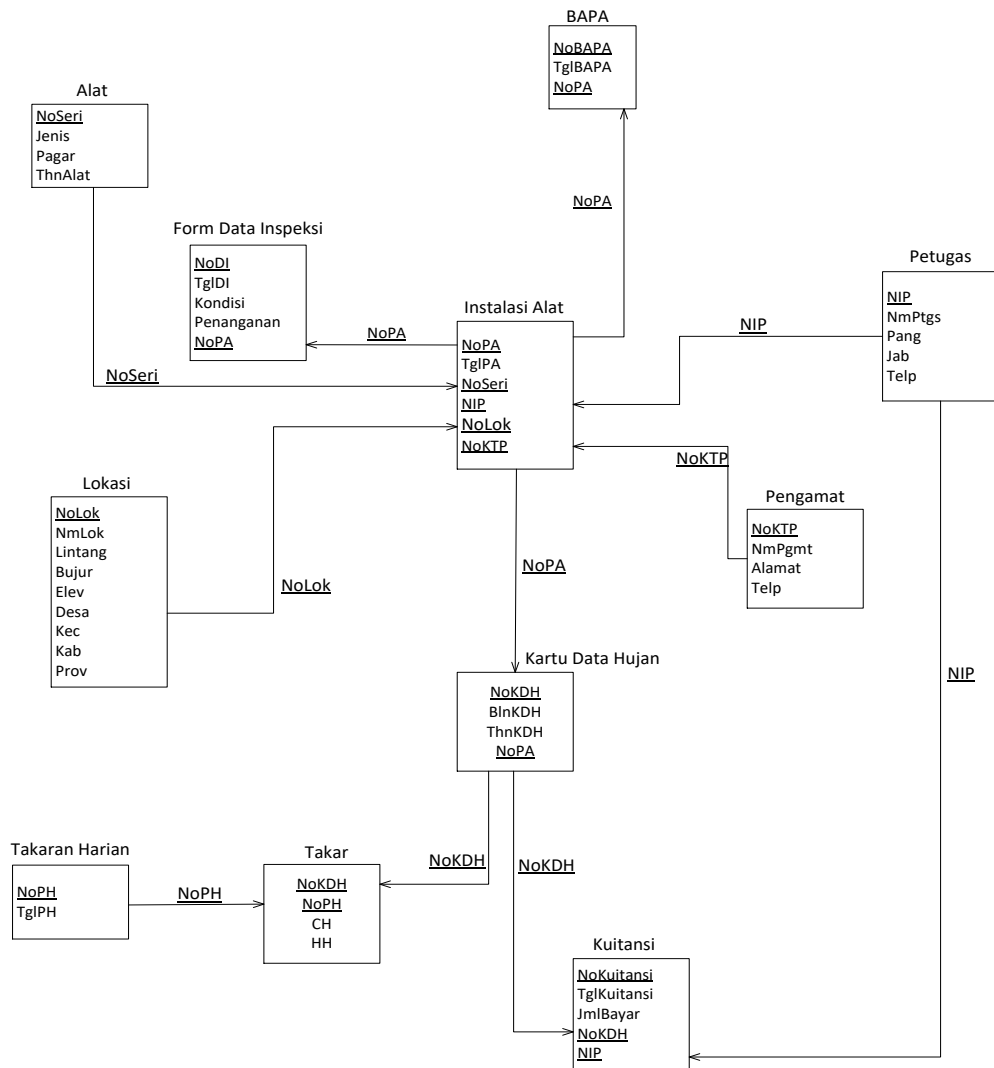 BAPA
NoBAPA
TglBAPA
NoPA
Alat
NoSeri
Jenis
Pagar
ThnAlat
NoPA
Form Data Inspeksi
NoDI
TglDI
Kondisi
Penanganan
NoPA
Petugas
NIP
NmPtgs
Pang
Jab
Telp
Instalasi Alat
NoPA
TglPA
NoSeri
NIP
NoLok
NoKTP
NoPA
NIP
NoSeri
NoKTP
Lokasi
NoLok
NmLok
Lintang
Bujur
Elev
Desa
Kec
Kab
Prov
Pengamat
NoKTP
NmPgmt
Alamat
Telp
NoLok
NoPA
Kartu Data Hujan
NoKDH
BlnKDH
ThnKDH
NoPA
NIP
Takaran Harian
NoPH
TglPH
NoPH
Takar
NoKDH
NoPH
CH
HH
NoKDH
NoKDH
Kuitansi
NoKuitansi
TglKuitansi
JmlBayar
NoKDH
NIP